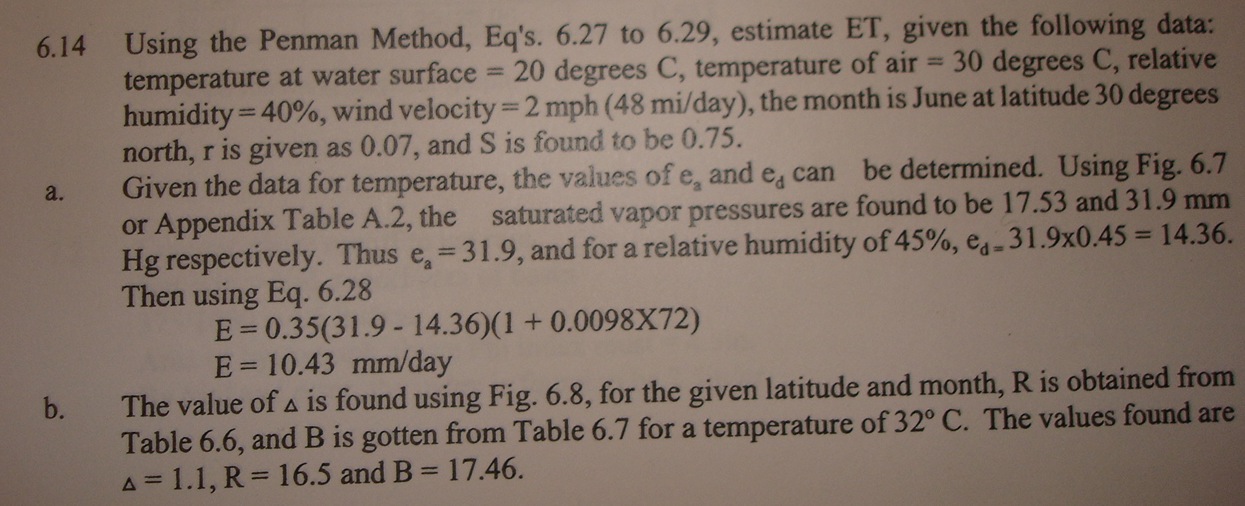 6.14 Using the Penman Method, Eq's. 6.27 to 6.29, estimate ET, given the following data:
temperature at water surface = 20 degrees C, temperature of air = 30 degrees C, relative
humidity = 40%, wind velocity = 2 mph (48 mi/day), the month is June at latitude 30 degrees
north, r is given as 0.07, and S is found to be 0.75.
a. Given the data for temperature, the values of eₐ and e_d can be determined. Using Fig. 6.7
or Appendix Table A.2, the saturated vapor pressures are found to be 17.53 and 31.9 mm
Hg respectively. Thus eₐ = 31.9, and for a relative humidity of 45%, e_d = 31.9x0.45 = 14.36.
Then using Eq. 6.28
E = 0.35(31.9 - 14.36)(1 + 0.0098X72)
E = 10.43 mm/day
b. The value of Δ is found using Fig. 6.8, for the given latitude and month, R is obtained from
Table 6.6, and B is gotten from Table 6.7 for a temperature of 32° C. The values found are
Δ = 1.1, R = 16.5 and B = 17.46.